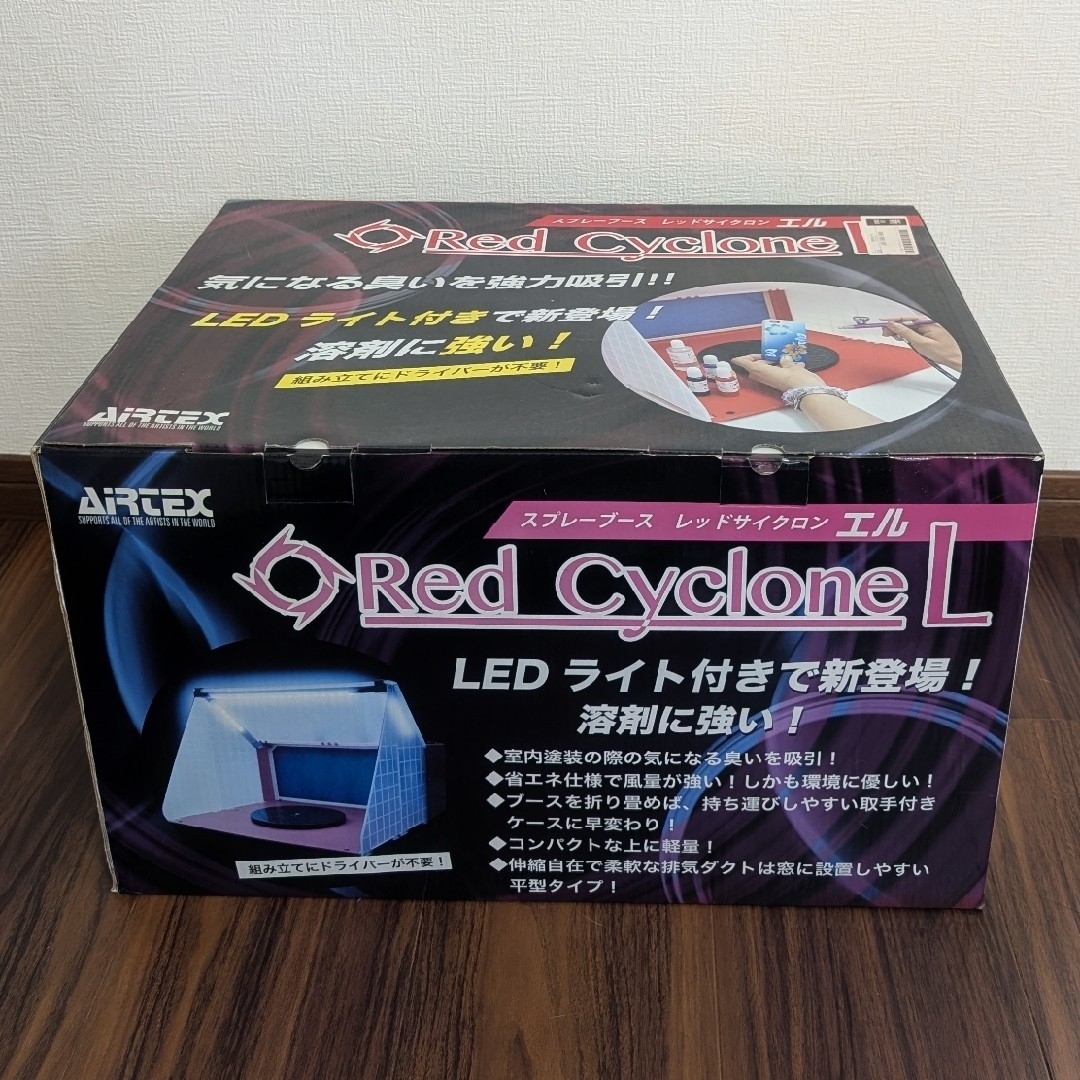 スプレーブース レッドサイクロン エル
Red Cyclone L
気になる臭いを強力吸引!!
LED ライト付きで新登場!
溶剤に強い!
組み立てにドライバーが不要!
AIRTEX
SUPPORTS ALL OF THE ARTISTS IN THE WORLD
AIRTEX
SUPPORTS ALL OF THE ARTISTS IN THE WORLD
スプレーブース レッドサイクロン エル
Red Cyclone L
LED ライト付きで新登場!
溶剤に強い!
◆室内塗装の際の気になる臭いを吸引!
◆省エネ仕様で風量が強い!しかも環境に優しい!
◆ブースを折り畳めば、持ち運びしやすい取手付き
ケースに早変わり!
◆コンパクトな上に軽量!
◆伸縮自在で柔軟な排気ダクトは窓に設置しやすい
平型タイプ!
組み立てにドライバーが不要!